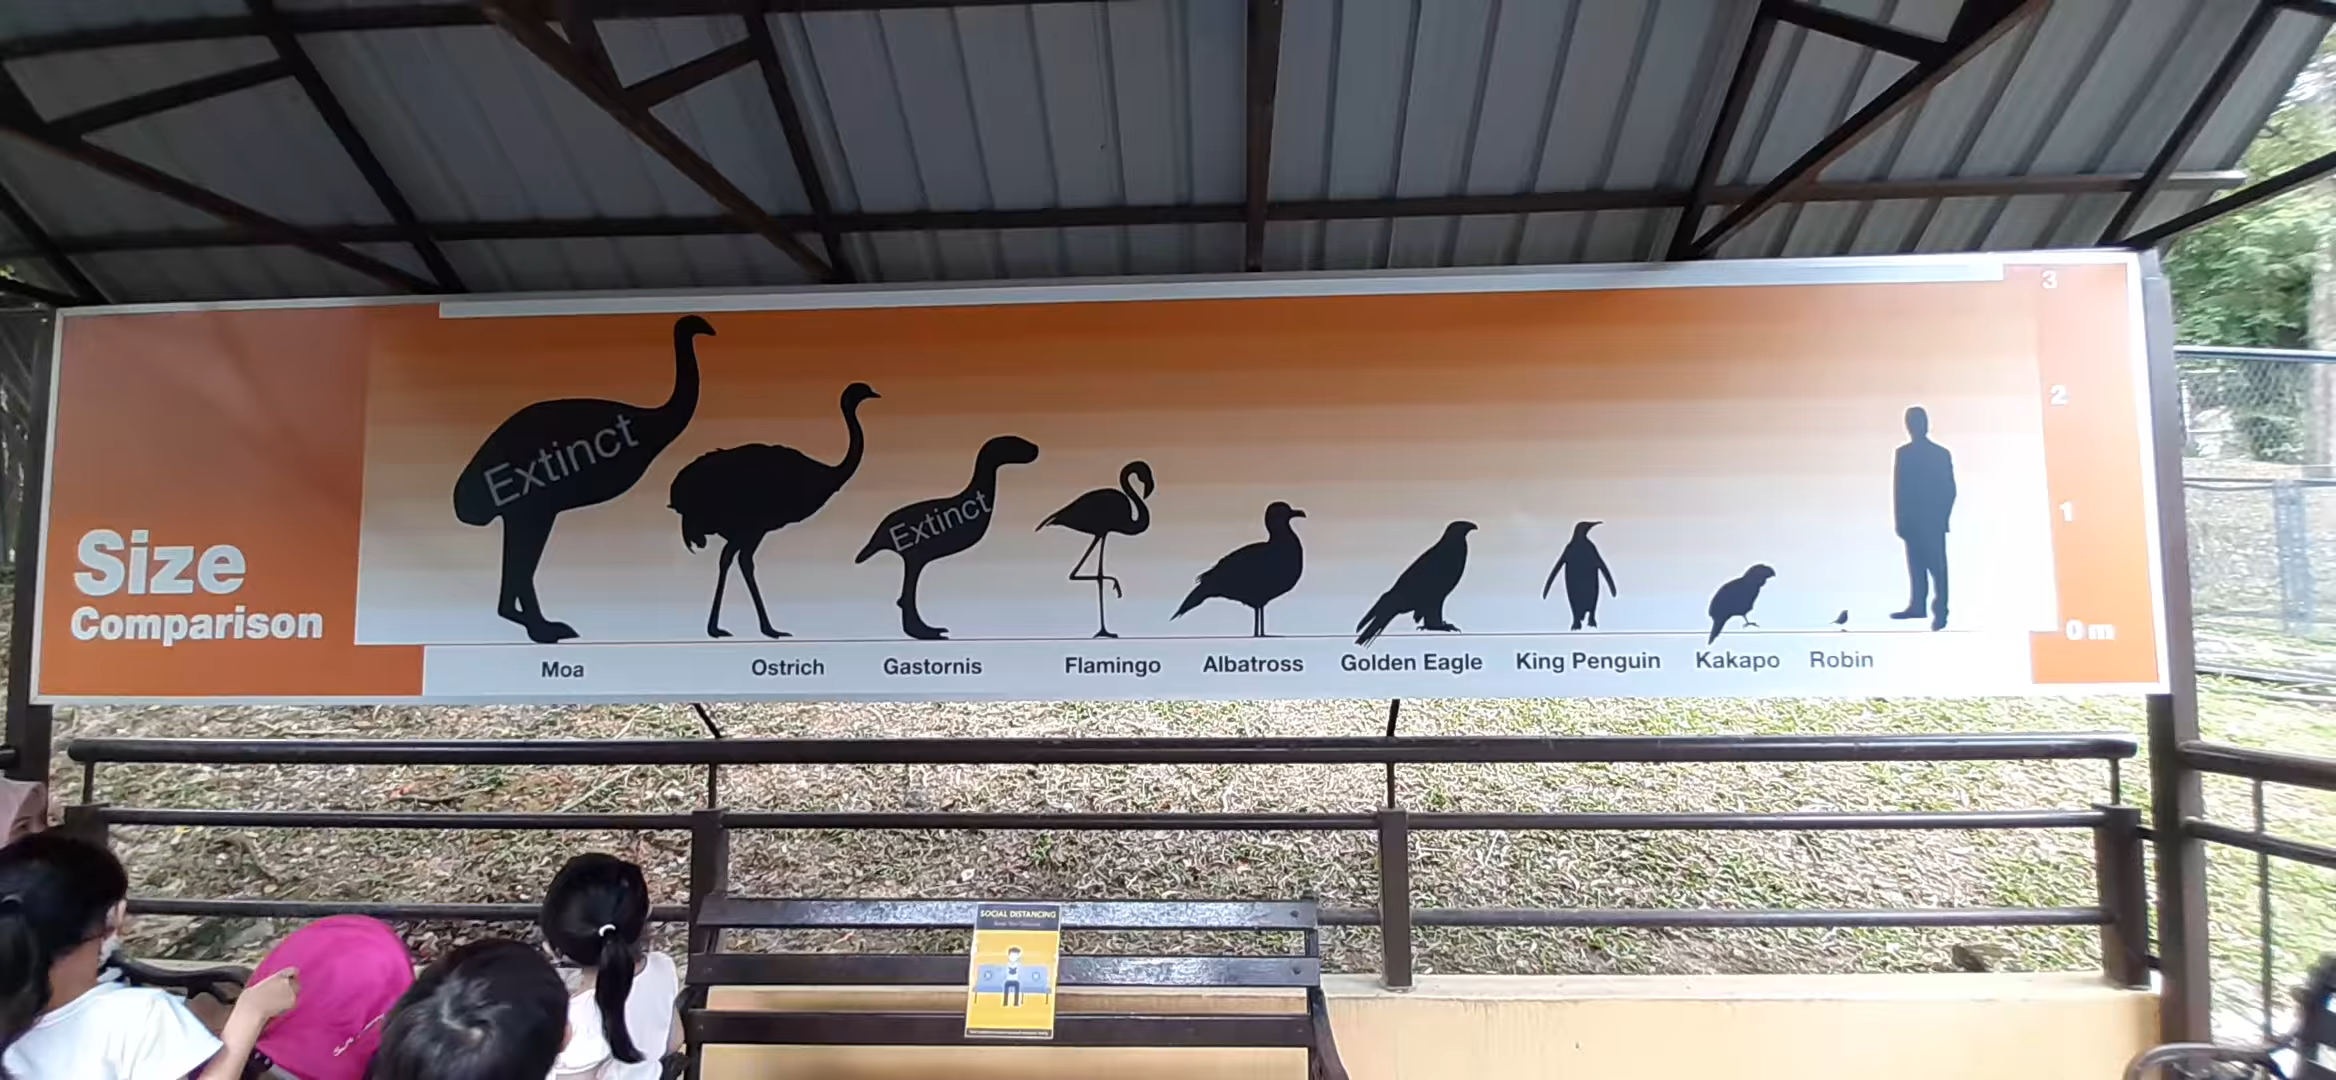 3
2
1
0 m
Extinct
Extinct
Size
Comparison
Moa
Ostrich
Gastornis
Flamingo
Albatross
Golden Eagle
King Penguin
Kakapo
Robin
SOCIAL DISTANCING